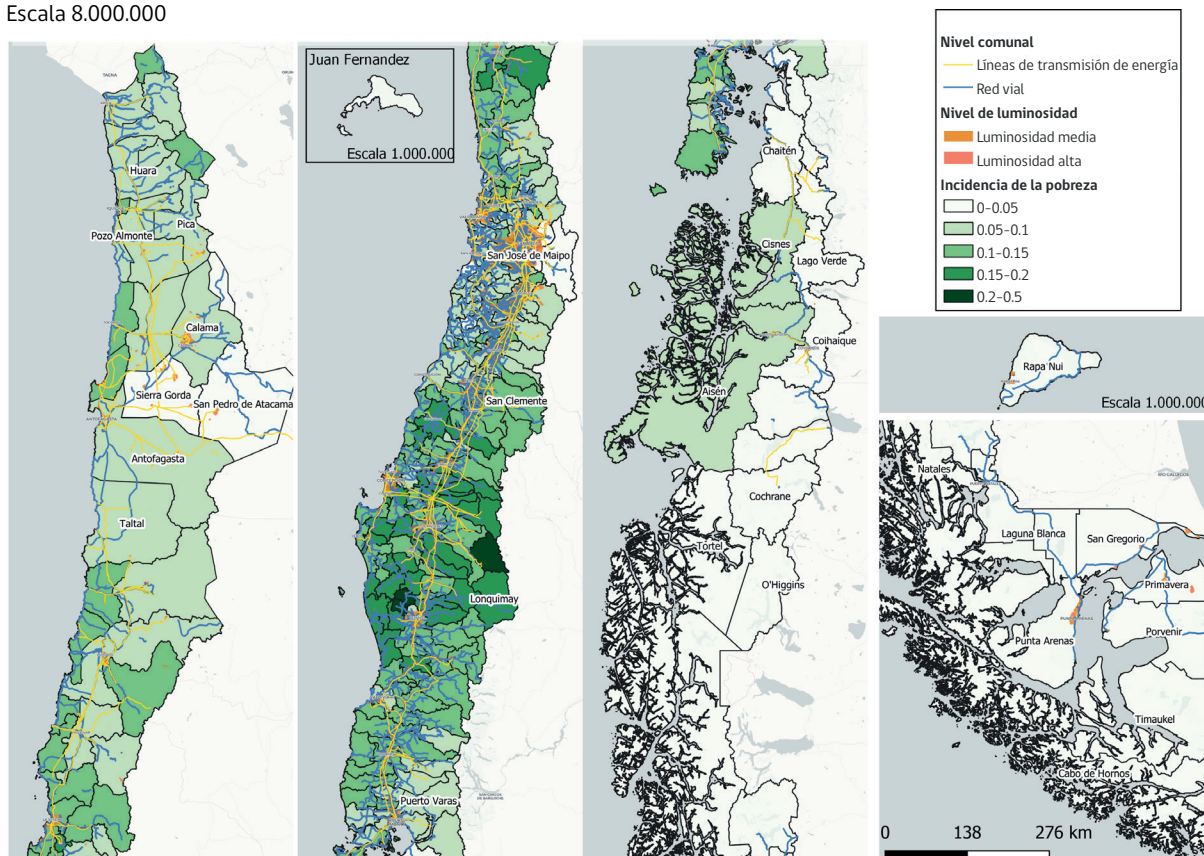 Escala 8.000.000
TACNA
Huara
Pica
Pozo Almonte
Calama
Sierra Gorda
San Pedro de Atacama
Antofagasta
Taltal
Juan Fernandez
Escala 1.000.000
San José de Maipo
San Clemente
Lonquimay
Puerto Varas
Chaitén
Cisnes
Lago Verde
Coihaique
Aisén
Cochrane
Tortel
O'Higgins
Nivel comunal
Líneas de transmisión de energía
Red vial
Nivel de luminosidad
Luminosidad media
Luminosidad alta
Incidencia de la pobreza
0–0.05
0.05–0.1
0.1–0.15
0.15–0.2
0.2–0.5
Rapa Nui
Escala 1.000.000
Natales
RÍO GALLEGOS
Laguna Blanca
San Gregorio
Primavera
Punta Arenas
Porvenir
Timaukel
Cabo de Hornos
0 138 276 km